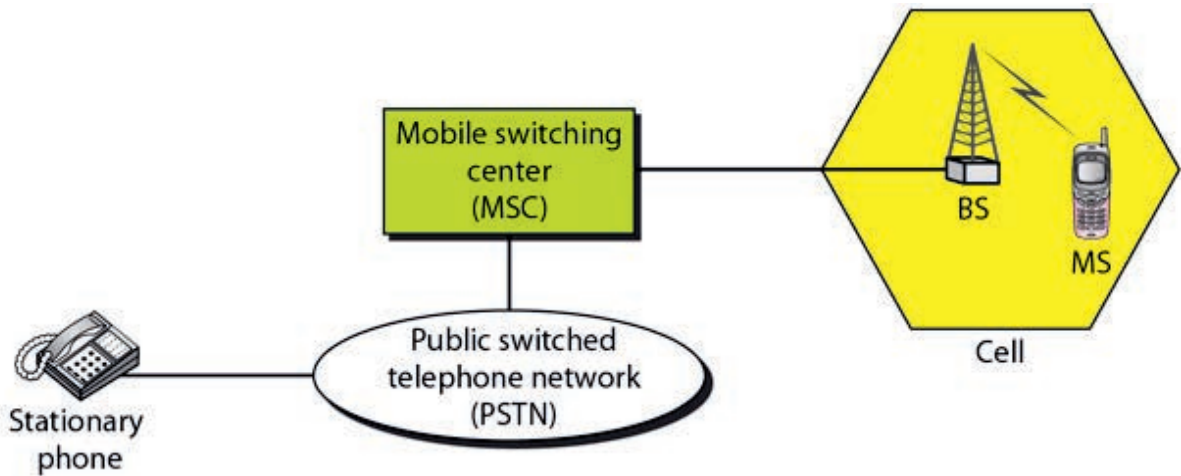 Mobile switching
center
(MSC)
BS
MS
Cell
Public switched
telephone network
(PSTN)
Stationary
phone